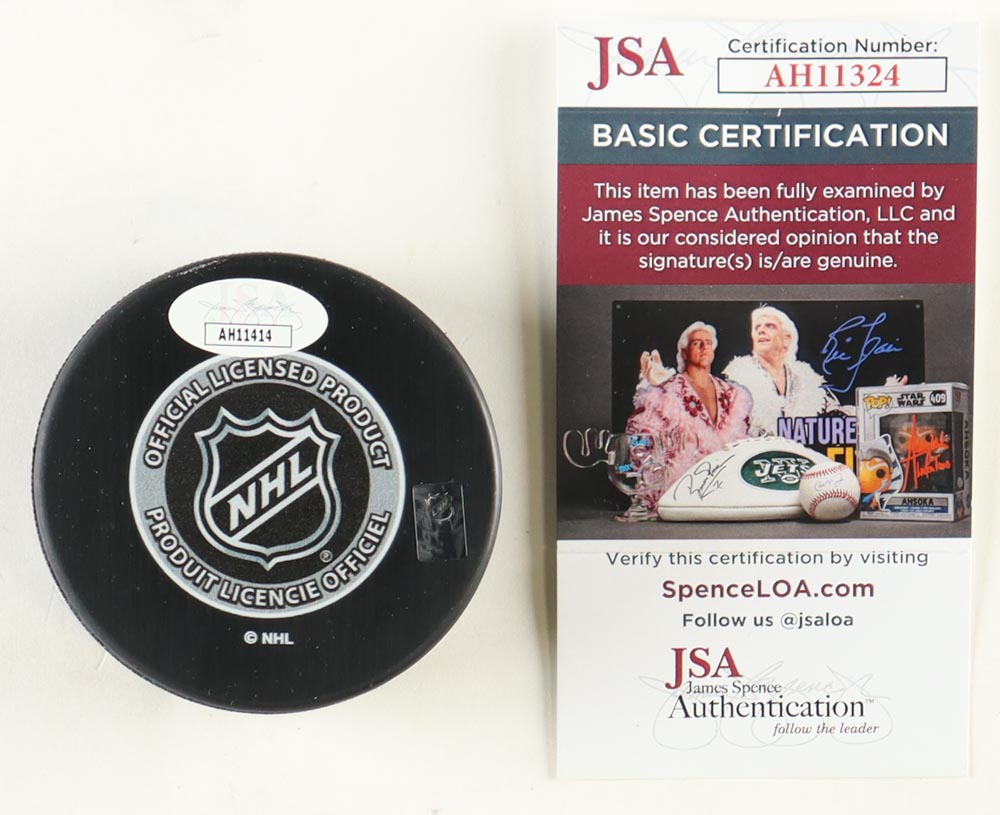 JSA
AH11414
OFFICIAL LICENSED PRODUCT
NHL
®
PRODUIT LICENCIE OFFICIEL
© NHL
JSA
Certification Number:
AH11324
BASIC CERTIFICATION
This item has been fully examined by
James Spence Authentication, LLC and
it is our considered opinion that the
signature(s) is/are genuine.
NATURE
JETS
POP!
STAR WARS
409
AHSOKA
Verify this certification by visiting
SpenceLOA.com
Follow us @jsaloa
JSA
James Spence
Authentication™
follow the leader